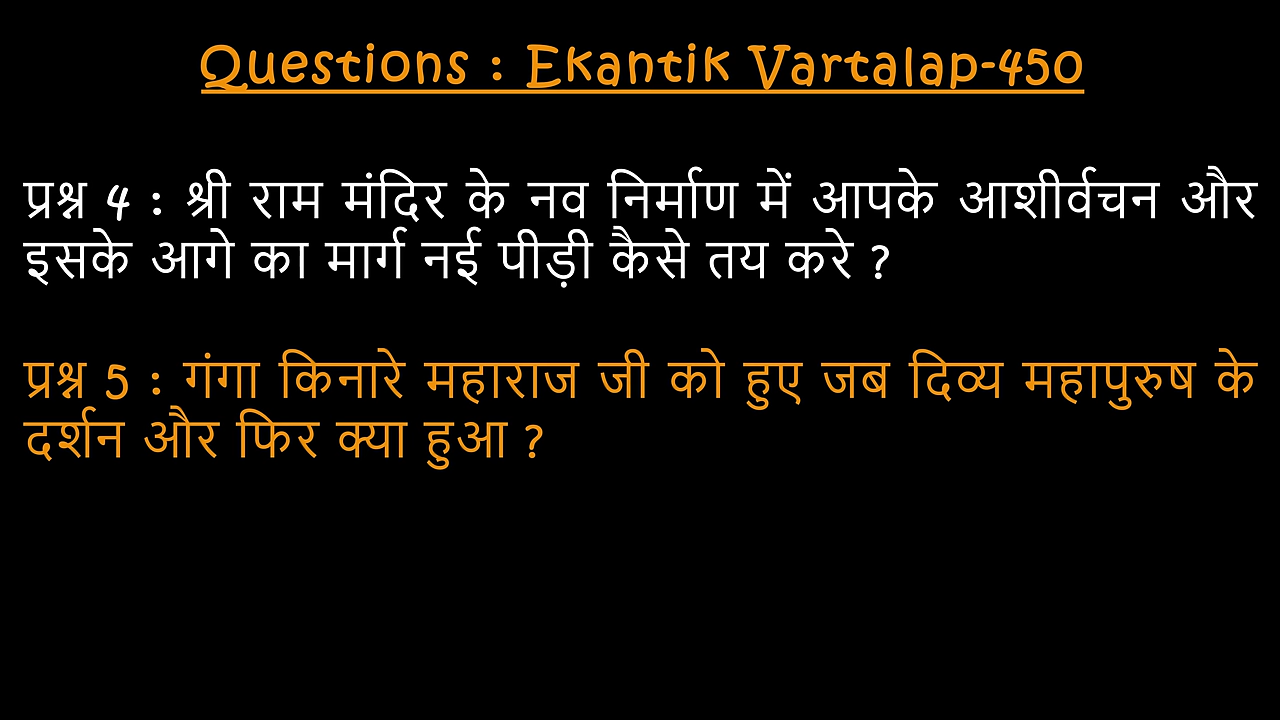 Questions : Ekantik Vartalap-450
प्रश्न 4 : श्री राम मंदिर के नव निर्माण में आपके आशीर्वचन और
इसके आगे का मार्ग नई पीड़ी कैसे तय करे ?
प्रश्न 5 : गंगा किनारे महाराज जी को हुए जब दिव्य महापुरुष के
दर्शन और फिर क्या हुआ ?